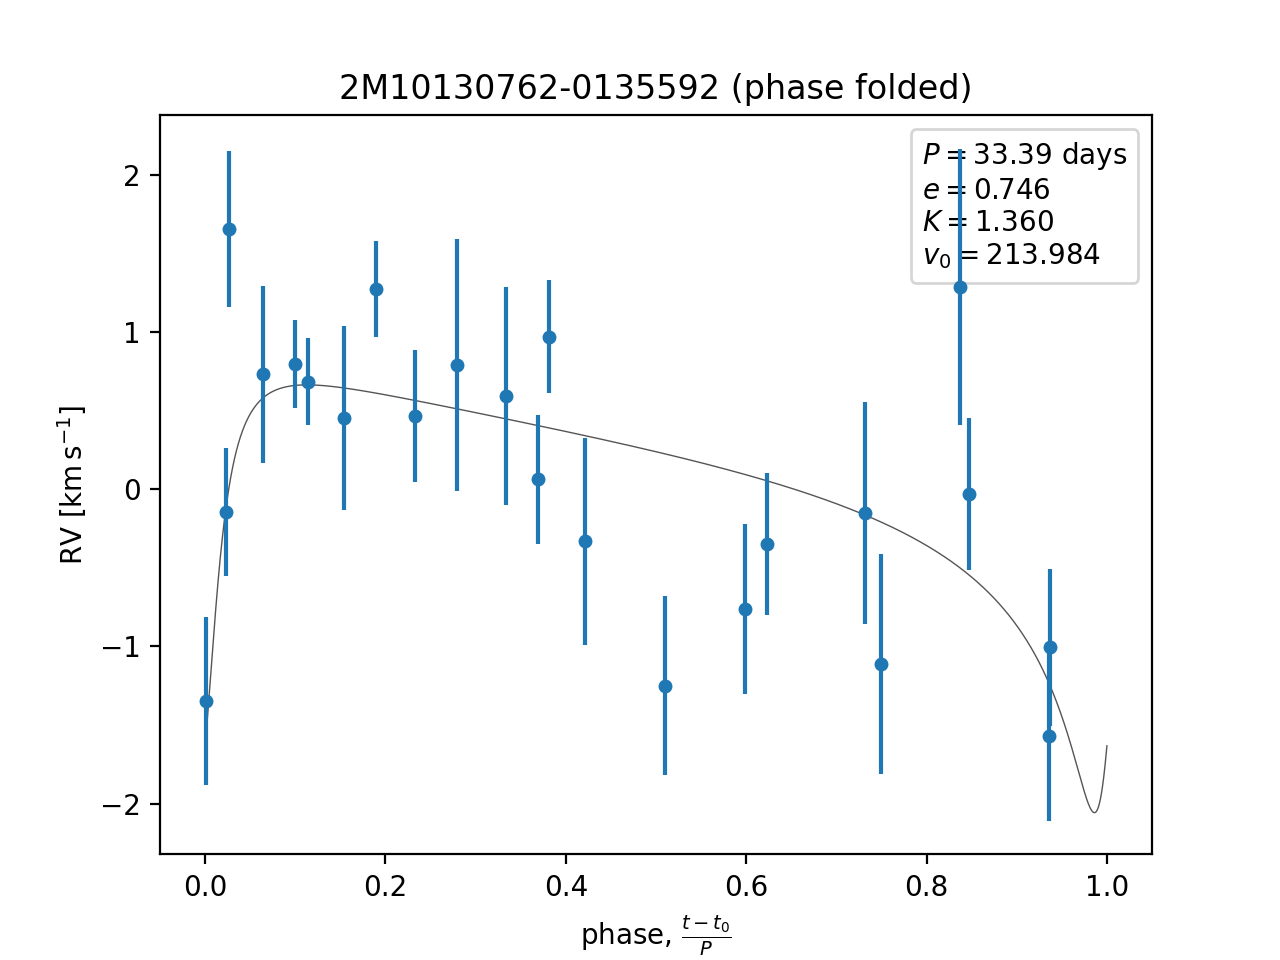 2M10130762-0135592 (phase folded)
P = 33.39 days
e = 0.746
K = 1.360
v₀ = 213.984
2
1
0
−1
−2
RV [km s⁻¹]
0.0 0.2 0.4 0.6 0.8 1.0
phase, (t − t₀)/P